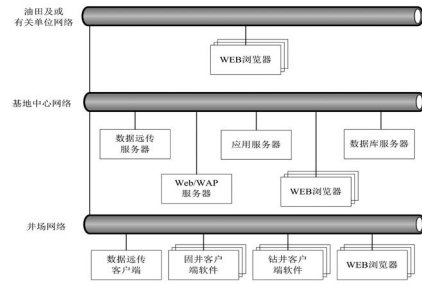 油田及或
有关单位网络
WEB浏览器
基地中心网络
数据远传
服务器
应用服务器
数据库服务器
Web/WAP
服务器
WEB浏览器
井场网络
数据远传
客户端
固井客户
端软件
钻井客户
端软件
WEB浏览器